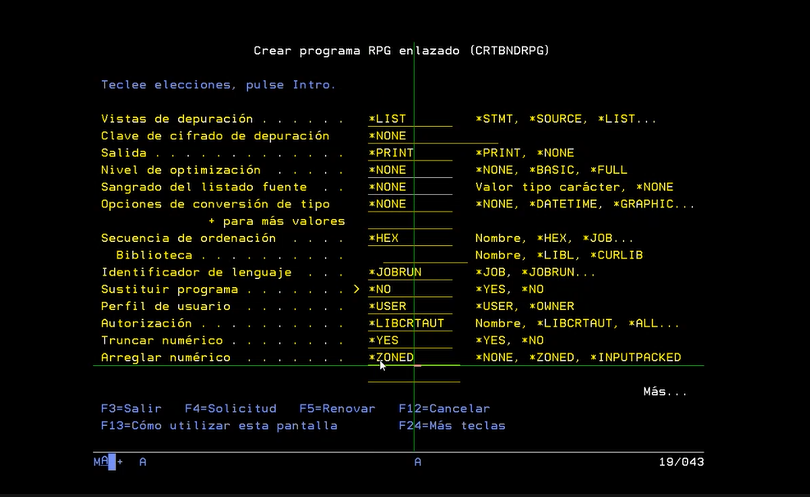 Crear programa RPG enlazado (CRTBNDRPG)
Teclee elecciones, pulse Intro.
Vistas de depuración . . . . . . *LIST *STMT, *SOURCE, *LIST...
Clave de cifrado de depuración *NONE
Salida . . . . . . . . . . . . . *PRINT *PRINT, *NONE
Nivel de optimización . . . . . *NONE *NONE, *BASIC, *FULL
Sangrado del listado fuente . . *NONE Valor tipo carácter, *NONE
Opciones de conversión de tipo *NONE *NONE, *DATETIME, *GRAPHIC...
+ para más valores
Secuencia de ordenación . . . . *HEX Nombre, *HEX, *JOB...
Biblioteca . . . . . . . . . . Nombre, *LIBL, *CURLIB
Identificador de lenguaje . . . *JOBRUN *JOB, *JOBRUN...
Sustituir programa . . . . . . . > *NO *YES, *NO
Perfil de usuario . . . . . . . *USER *USER, *OWNER
Autorización . . . . . . . . . . *LIBCRTAUT Nombre, *LIBCRTAUT, *ALL...
Truncar numérico . . . . . . . . *YES *YES, *NO
Arreglar numérico . . . . . . . *ZONED *NONE, *ZONED, *INPUTPACKED
Más...
F3=Salir F4=Solicitud F5=Renovar F12=Cancelar
F13=Cómo utilizar esta pantalla F24=Más teclas
MA + A A 19/043